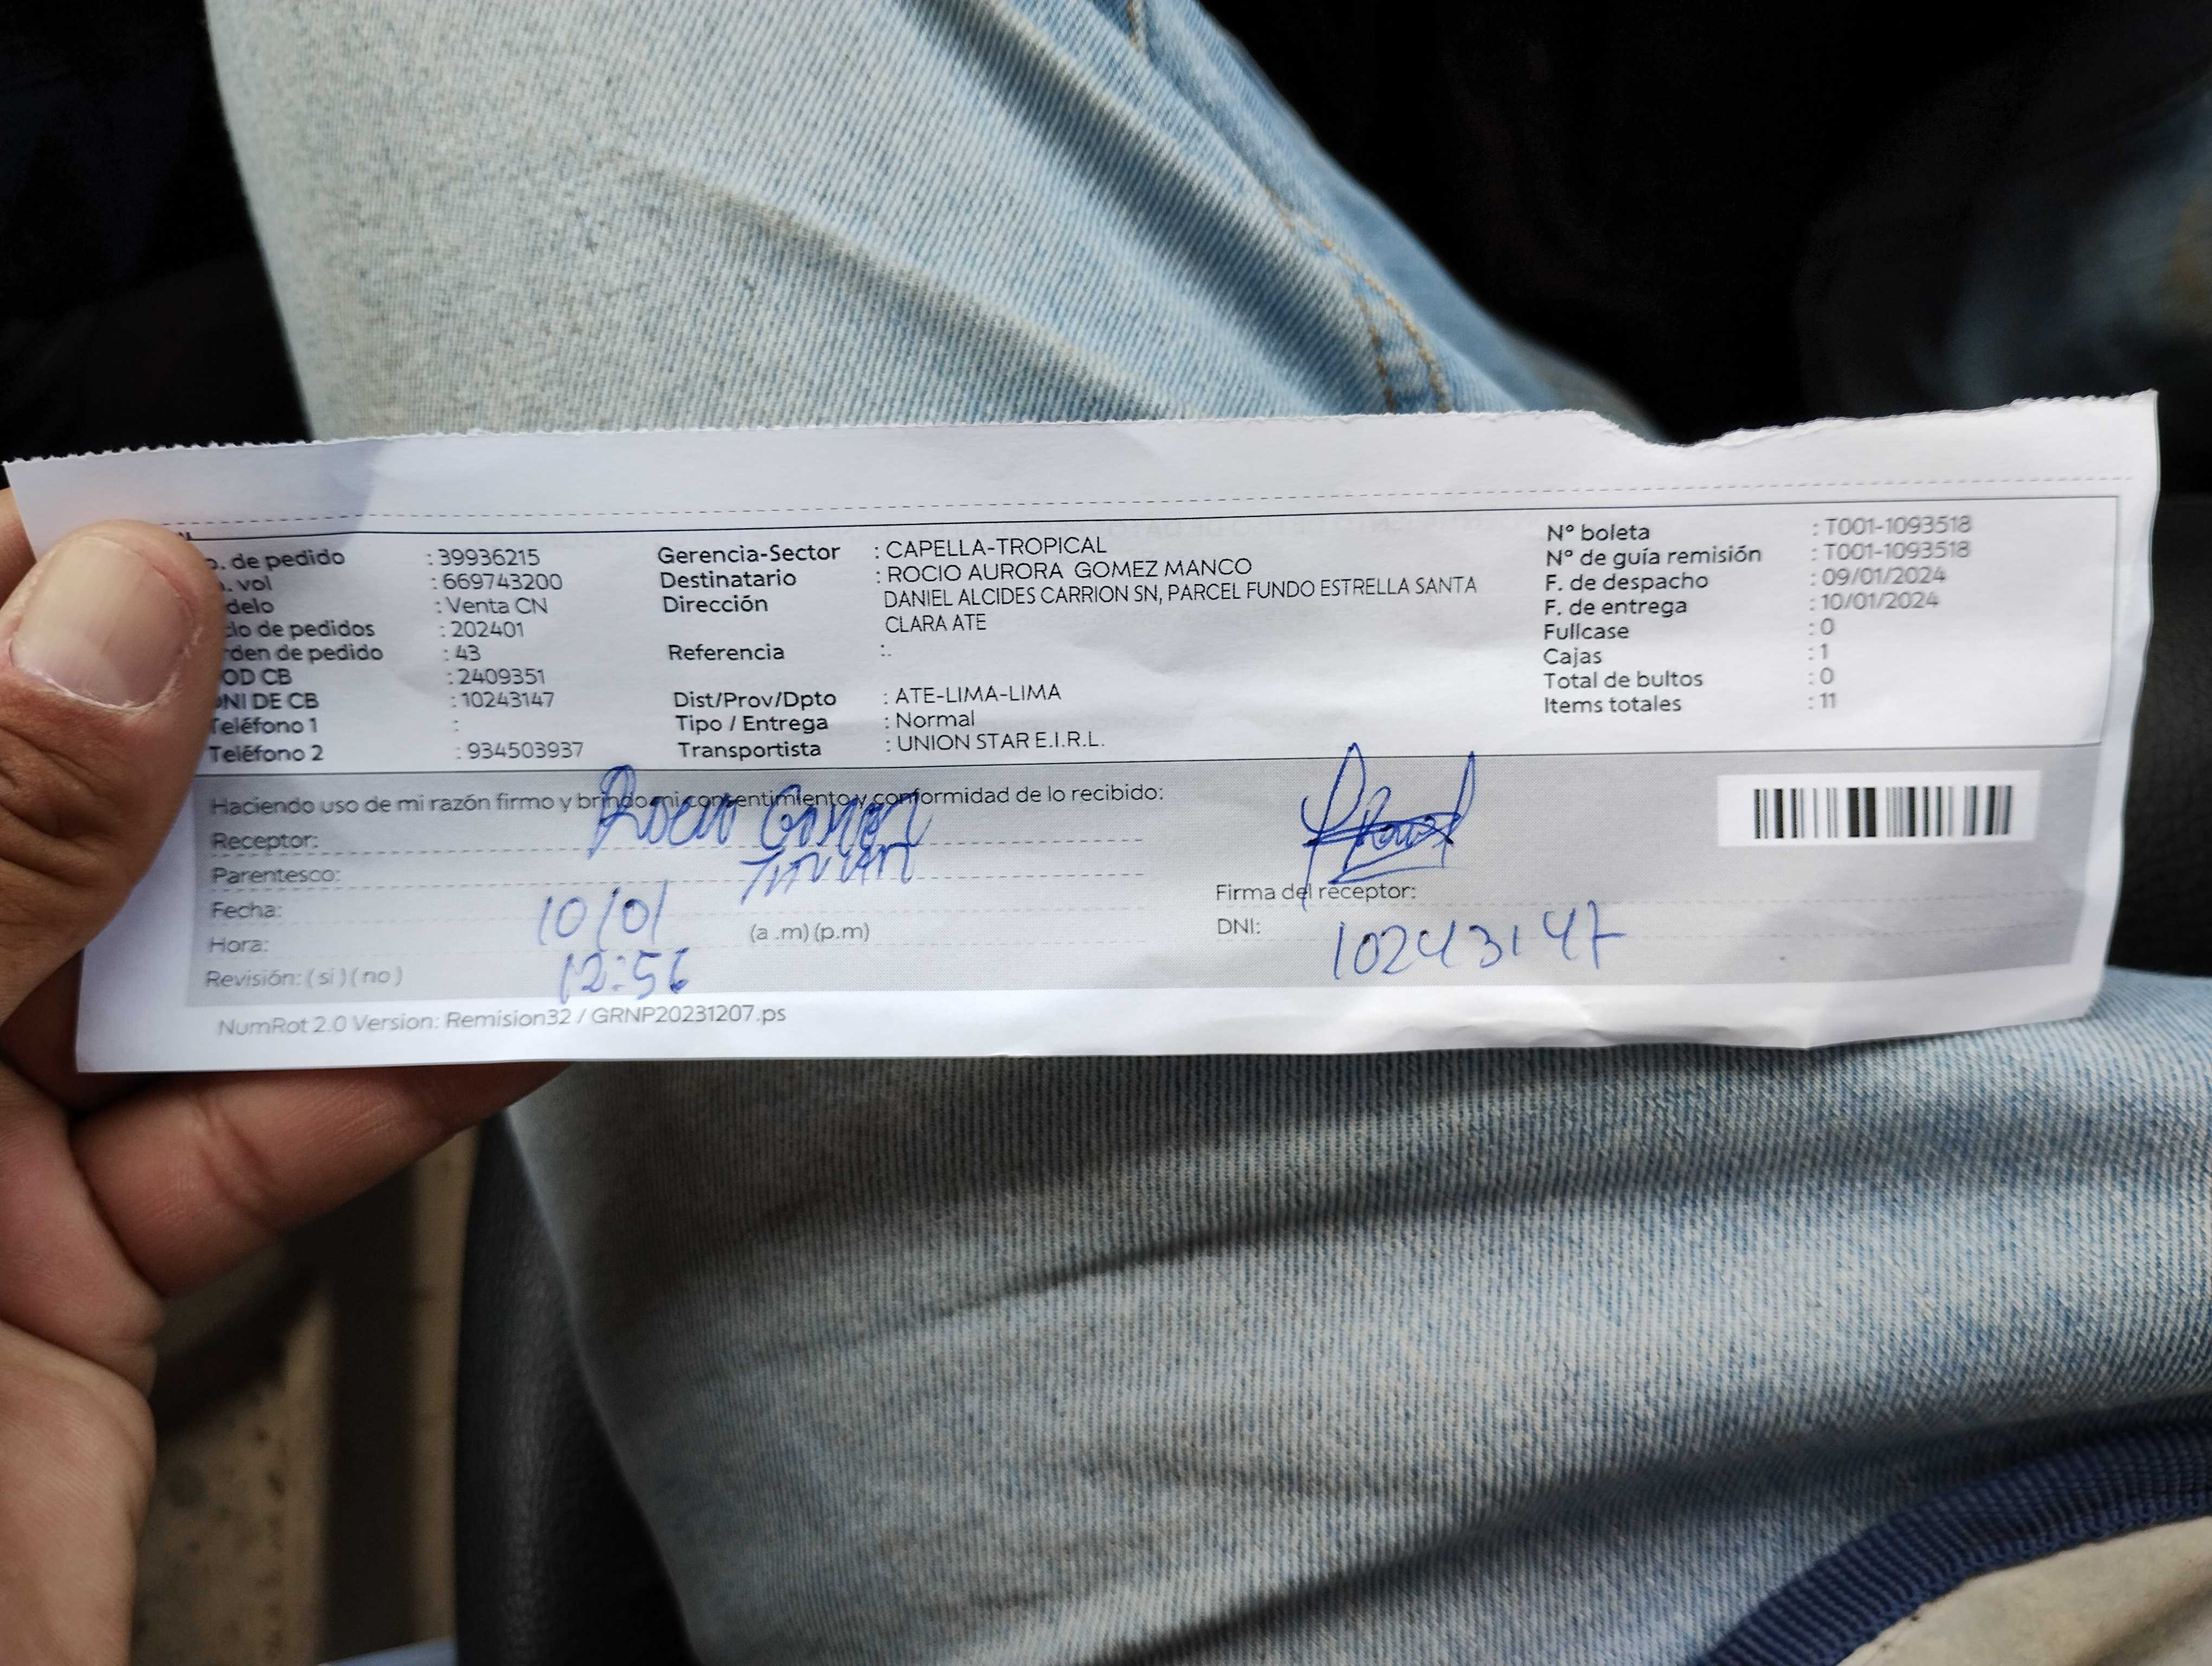 o. de pedido : 39936215
. vol : 669743200
delo : Venta CN
lo de pedidos : 202401
rden de pedido : 43
OD CB : 2409351
NI DE CB : 10243147
Teléfono 1 :
Teléfono 2 : 934503937
Gerencia-Sector : CAPELLA-TROPICAL
Destinatario : ROCIO AURORA GOMEZ MANCO
Dirección DANIEL ALCIDES CARRION SN, PARCEL FUNDO ESTRELLA SANTA
CLARA ATE
Referencia :.
Dist/Prov/Dpto : ATE-LIMA-LIMA
Tipo / Entrega : Normal
Transportista : UNION STAR E.I.R.L.
Nº boleta : T001-1093518
Nº de guía remisión : T001-1093518
F. de despacho : 09/01/2024
F. de entrega : 10/01/2024
Fullcase : 0
Cajas : 1
Total de bultos : 0
Items totales : 11
Haciendo uso de mi razón firmo y brindo mi consentimiento y conformidad de lo recibido:
Receptor: Rocio Gomez
Parentesco:
Fecha: 10/01
Hora: (a .m) (p.m)
12:56
Revisión: ( si ) ( no )
Firma del receptor:
DNI: 10243147
NumRot 2.0 Version: Remision32 / GRNP20231207.ps